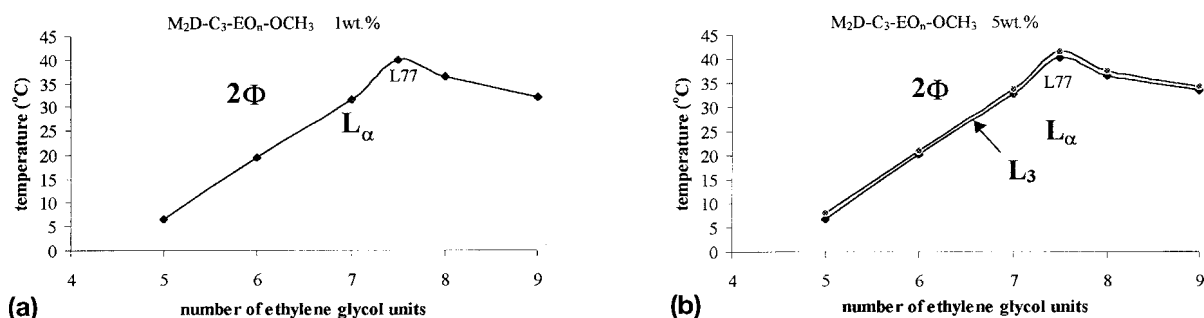 M₂D-C₃-EOₙ-OCH₃ 1wt.%
temperature (°C)
45
40
35
30
25
20
15
10
5
0
2Φ
L77
Lα
4 5 6 7 8 9
number of ethylene glycol units
(a)
M₂D-C₃-EOₙ-OCH₃ 5wt.%
temperature (°C)
45
40
35
30
25
20
15
10
5
0
2Φ
L77
Lα
L₃
4 5 6 7 8 9
number of ethylene glycol units
(b)